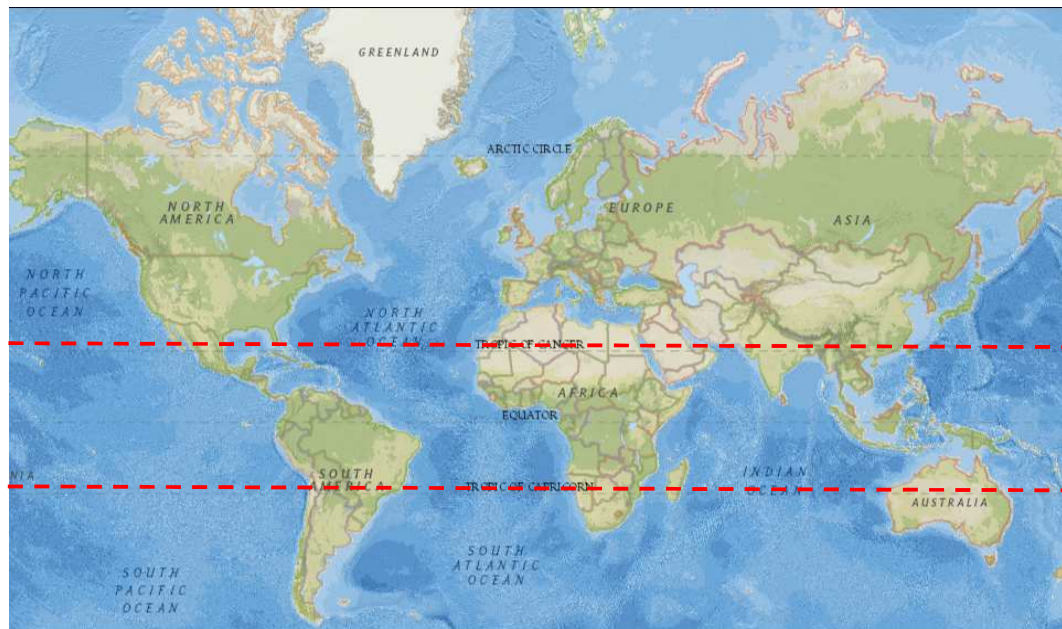 GREENLAND
ARCTIC CIRCLE
NORTH
AMERICA
EUROPE
ASIA
NORTH
PACIFIC
OCEAN
NORTH
ATLANTIC
OCEAN
TROPIC OF CANCER
AFRICA
EQUATOR
NIA
SOUTH
AMERICA
INDIAN
OCEAN
TROPIC OF CAPRICORN
AUSTRALIA
SOUTH
ATLANTIC
OCEAN
SOUTH
PACIFIC
OCEAN